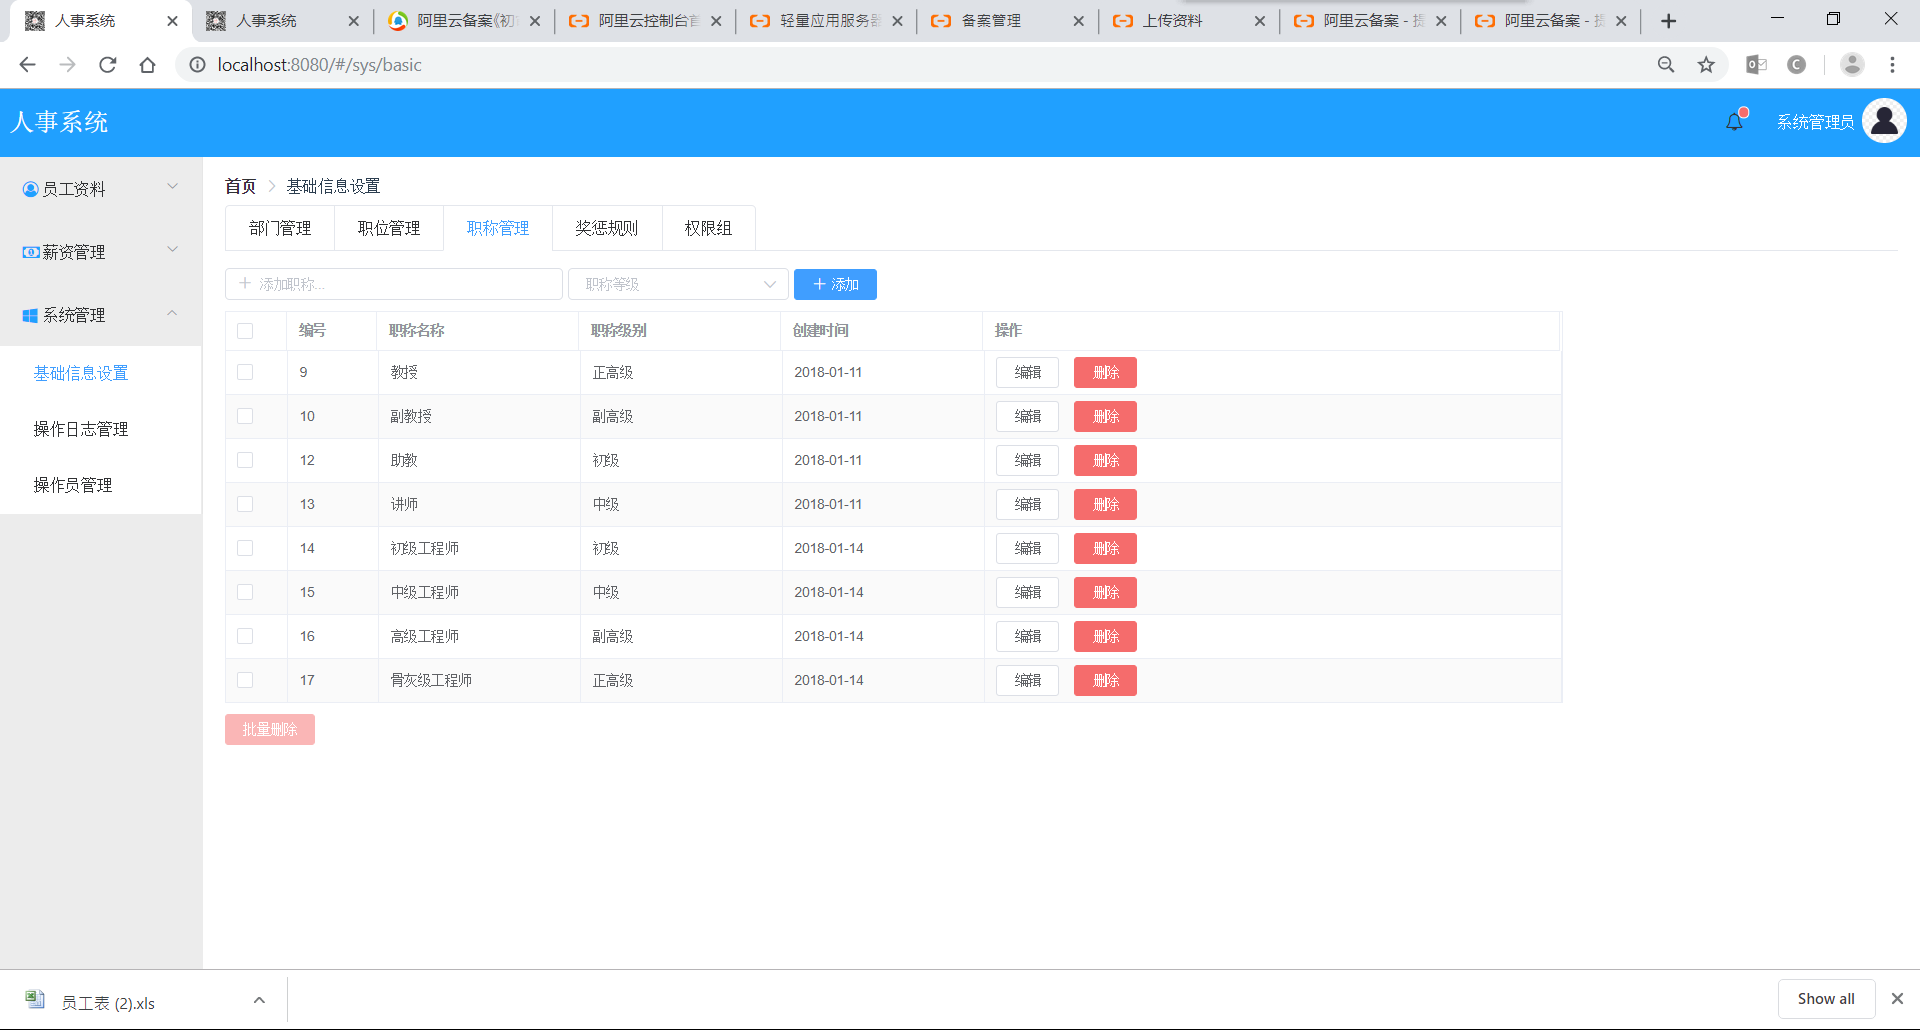 人事系统 人事系统 阿里云备案《初 阿里云控制台首 轻量应用服务器 备案管理 上传资料 阿里云备案 - 提 阿里云备案 - 提
localhost:8080/#/sys/basic
人事系统 系统管理员
员工资料
薪资管理
系统管理
基础信息设置
操作日志管理
操作员管理
首页 基础信息设置
部门管理 职位管理 职称管理 奖惩规则 权限组
添加职称... 职称等级 添加
编号 职称名称 职称级别 创建时间 操作
9 教授 正高级 2018-01-11 编辑 删除
10 副教授 副高级 2018-01-11 编辑 删除
12 助教 初级 2018-01-11 编辑 删除
13 讲师 中级 2018-01-11 编辑 删除
14 初级工程师 初级 2018-01-14 编辑 删除
15 中级工程师 中级 2018-01-14 编辑 删除
16 高级工程师 副高级 2018-01-14 编辑 删除
17 骨灰级工程师 正高级 2018-01-14 编辑 删除
批量删除
员工表 (2).xls Show all